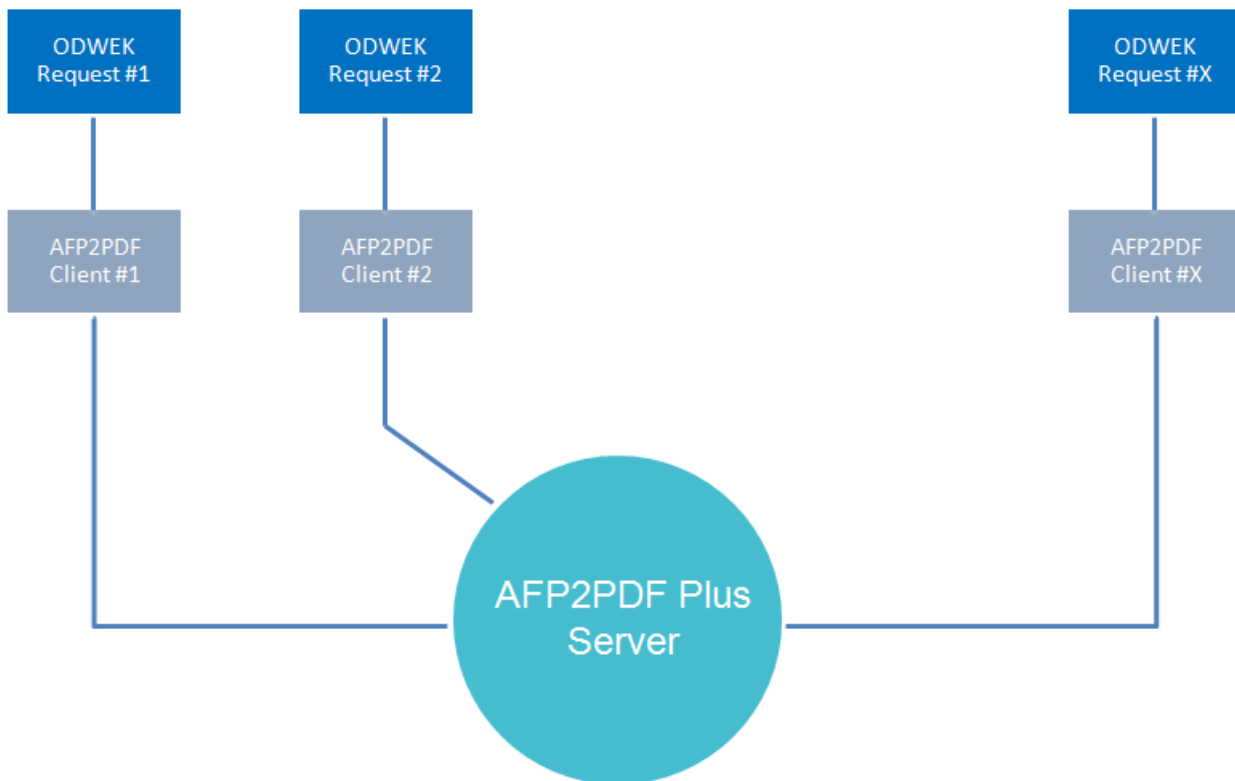 ODWEK
Request #1
ODWEK
Request #2
ODWEK
Request #X
AFP2PDF
Client #1
AFP2PDF
Client #2
AFP2PDF
Client #X
AFP2PDF Plus
Server